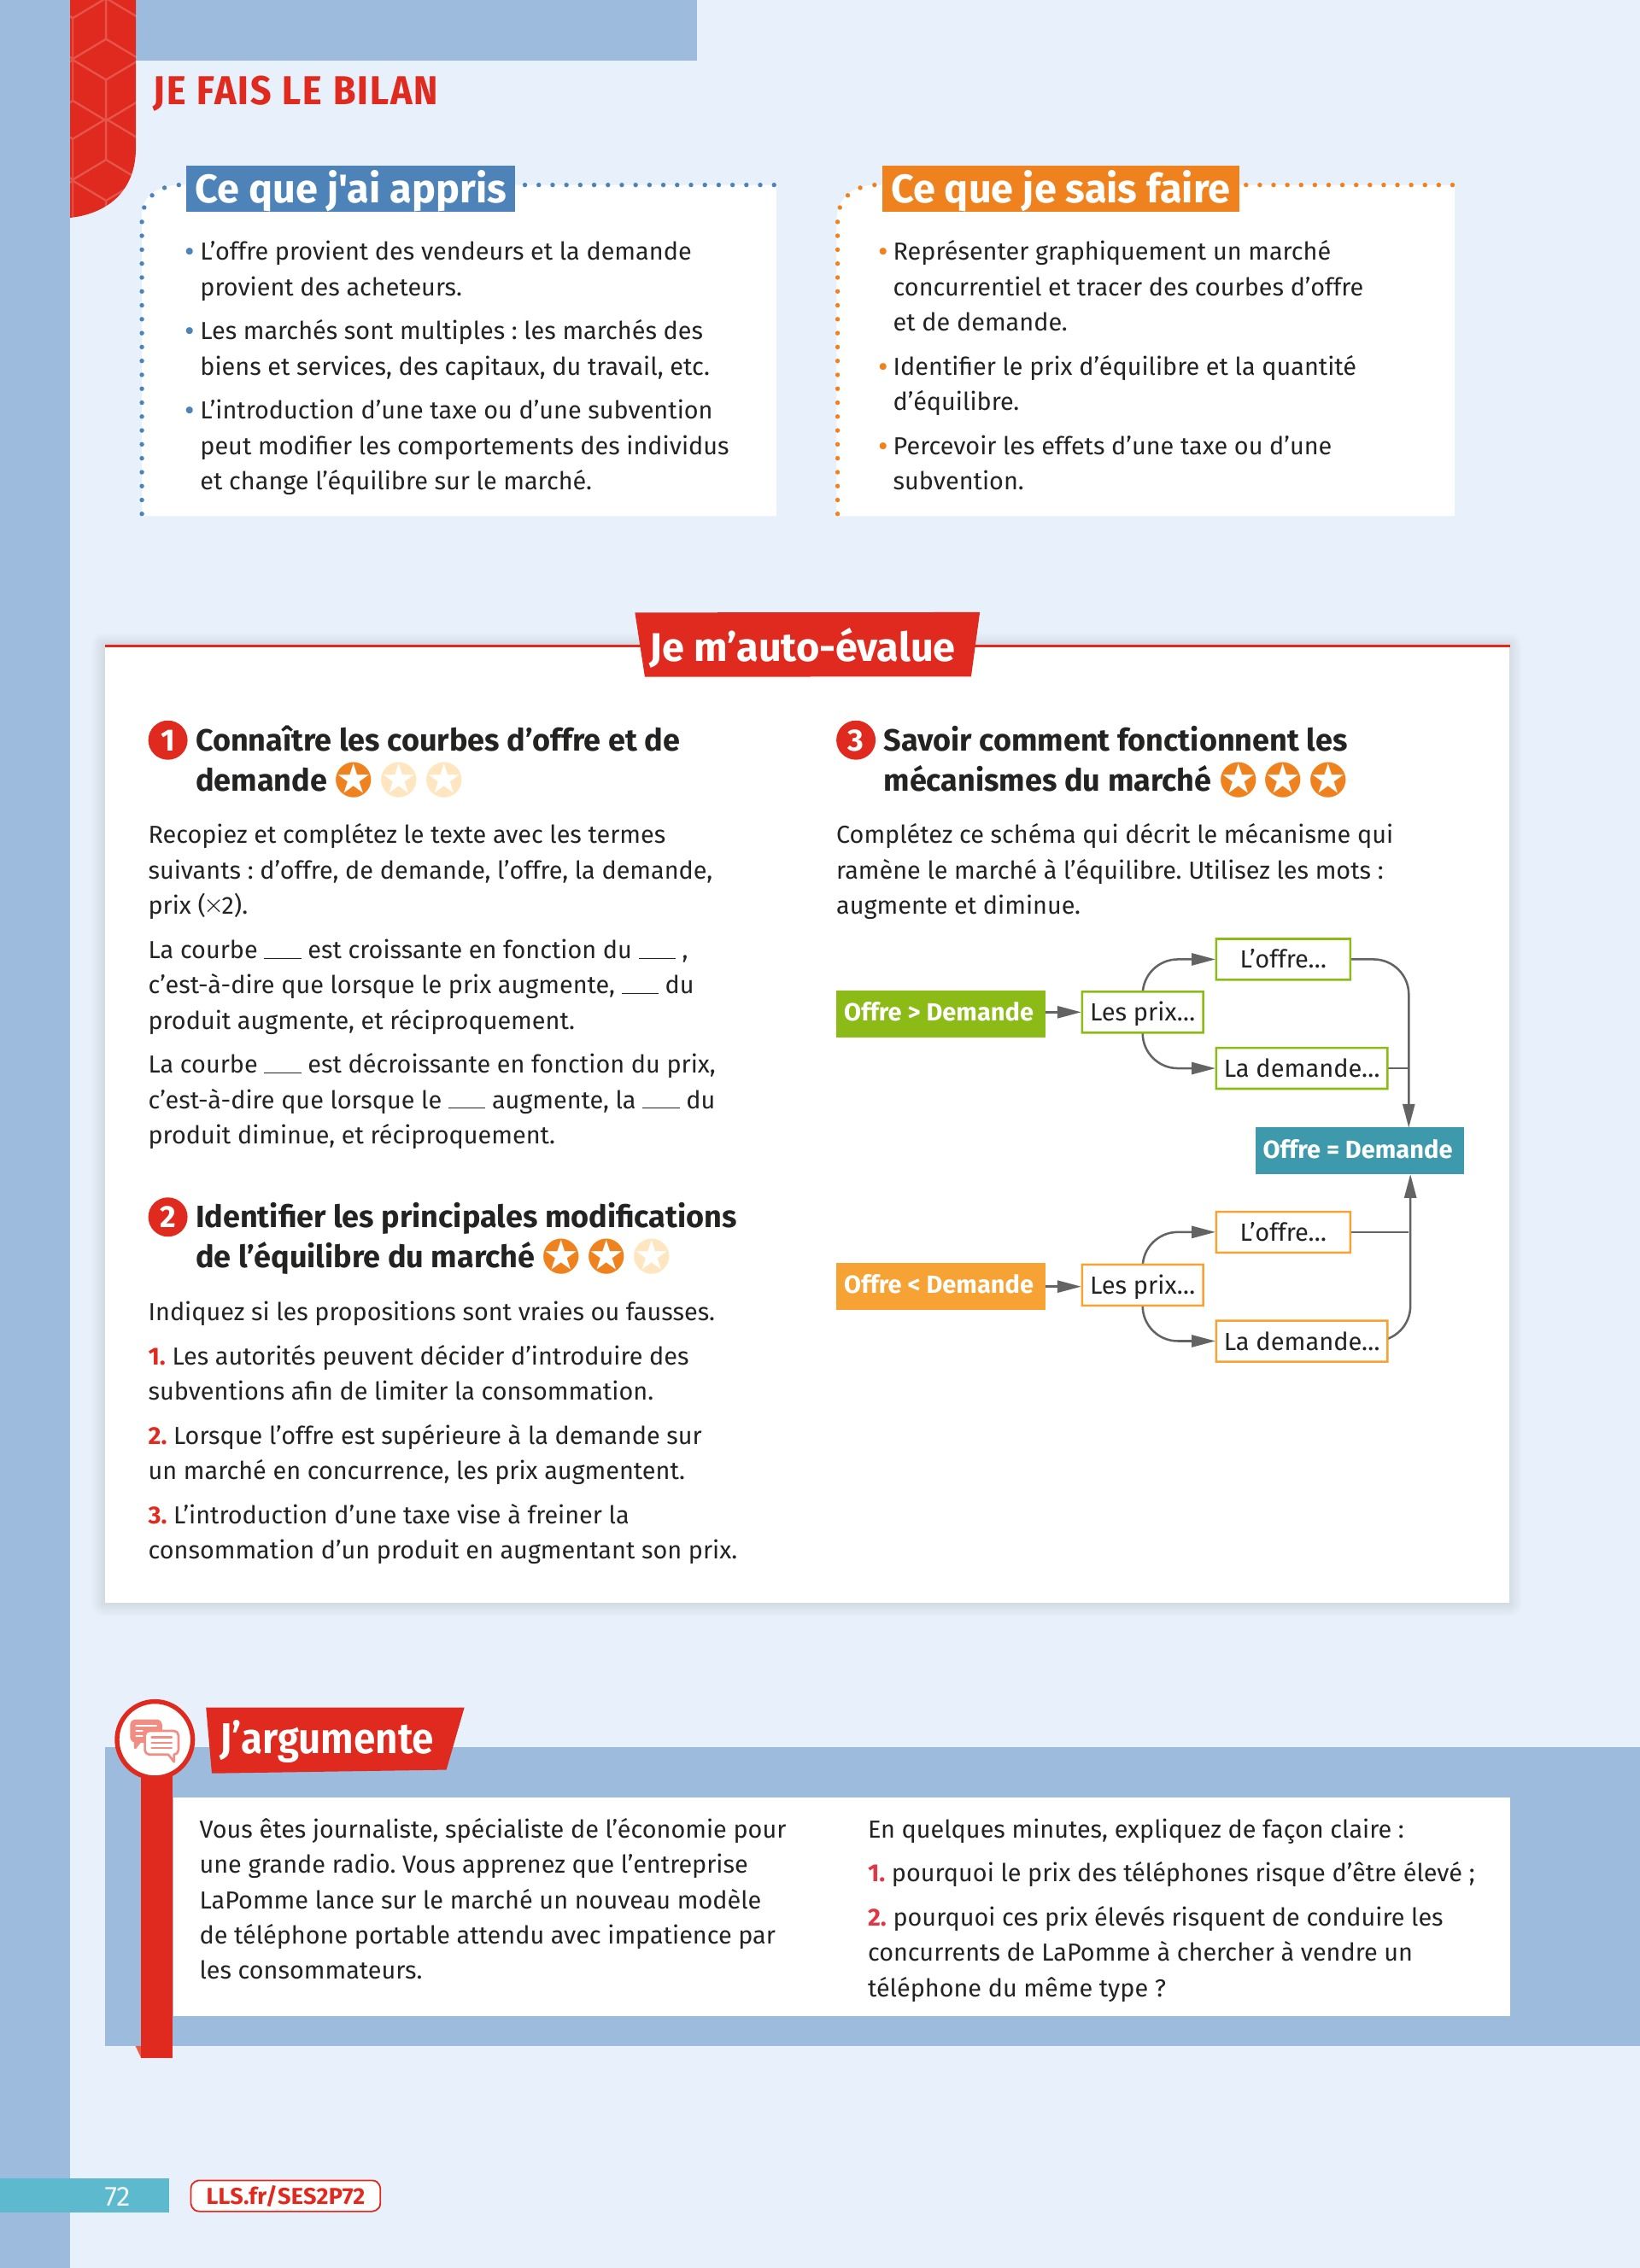 JE FAIS LE BILAN
Ce que j'ai appris
• L’offre provient des vendeurs et la demande
provient des acheteurs.
• Les marchés sont multiples : les marchés des
biens et services, des capitaux, du travail, etc.
• L’introduction d’une taxe ou d’une subvention
peut modifier les comportements des individus
et change l’équilibre sur le marché.
Ce que je sais faire
• Représenter graphiquement un marché
concurrentiel et tracer des courbes d’offre
et de demande.
• Identifier le prix d’équilibre et la quantité
d’équilibre.
• Percevoir les effets d’une taxe ou d’une
subvention.
Je m’auto-évalue
1 Connaître les courbes d’offre et de
demande
Recopiez et complétez le texte avec les termes
suivants : d’offre, de demande, l’offre, la demande,
prix (×2).
La courbe ___ est croissante en fonction du ___ ,
c’est-à-dire que lorsque le prix augmente, ___ du
produit augmente, et réciproquement.
La courbe ___ est décroissante en fonction du prix,
c’est-à-dire que lorsque le ___ augmente, la ___ du
produit diminue, et réciproquement.
2 Identifier les principales modifications
de l’équilibre du marché
Indiquez si les propositions sont vraies ou fausses.
1. Les autorités peuvent décider d’introduire des
subventions afin de limiter la consommation.
2. Lorsque l’offre est supérieure à la demande sur
un marché en concurrence, les prix augmentent.
3. L’introduction d’une taxe vise à freiner la
consommation d’un produit en augmentant son prix.
3 Savoir comment fonctionnent les
mécanismes du marché
Complétez ce schéma qui décrit le mécanisme qui
ramène le marché à l’équilibre. Utilisez les mots :
augmente et diminue.
L’offre...
Offre > Demande
Les prix...
La demande...
Offre = Demande
L’offre...
Offre < Demande
Les prix...
La demande...
J’argumente
Vous êtes journaliste, spécialiste de l’économie pour
une grande radio. Vous apprenez que l’entreprise
LaPomme lance sur le marché un nouveau modèle
de téléphone portable attendu avec impatience par
les consommateurs.
En quelques minutes, expliquez de façon claire :
1. pourquoi le prix des téléphones risque d’être élevé ;
2. pourquoi ces prix élevés risquent de conduire les
concurrents de LaPomme à chercher à vendre un
téléphone du même type ?
72
LLS.fr/SES2P72